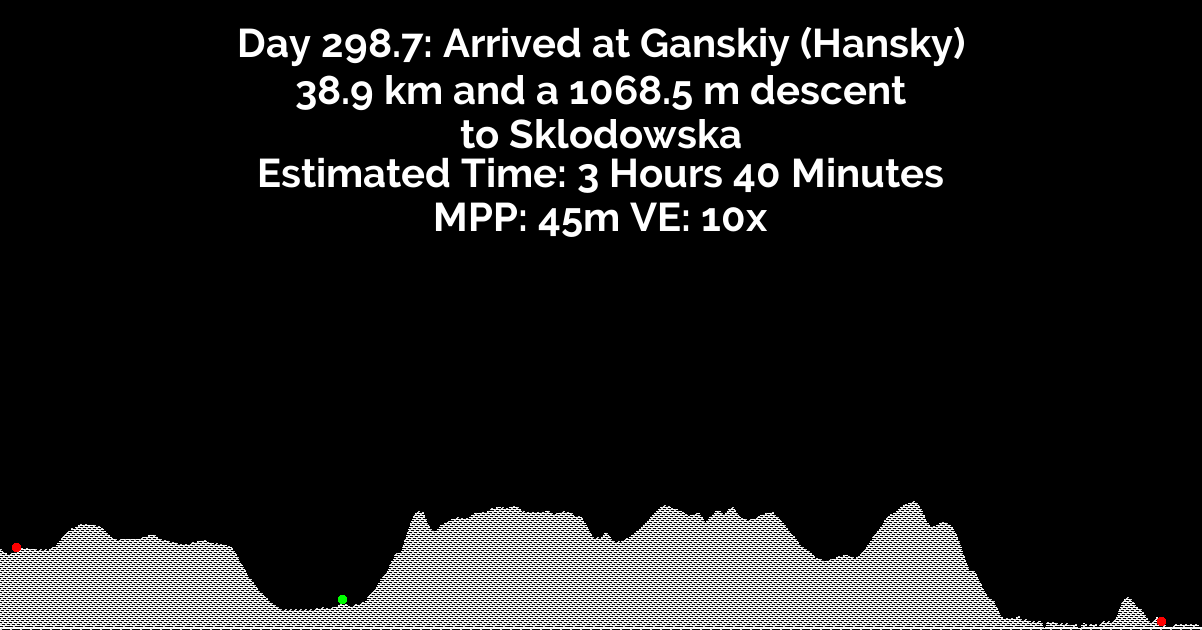 Day 298.7: Arrived at Ganskiy (Hansky)
38.9 km and a 1068.5 m descent
to Sklodowska
Estimated Time: 3 Hours 40 Minutes
MPP: 45m VE: 10x